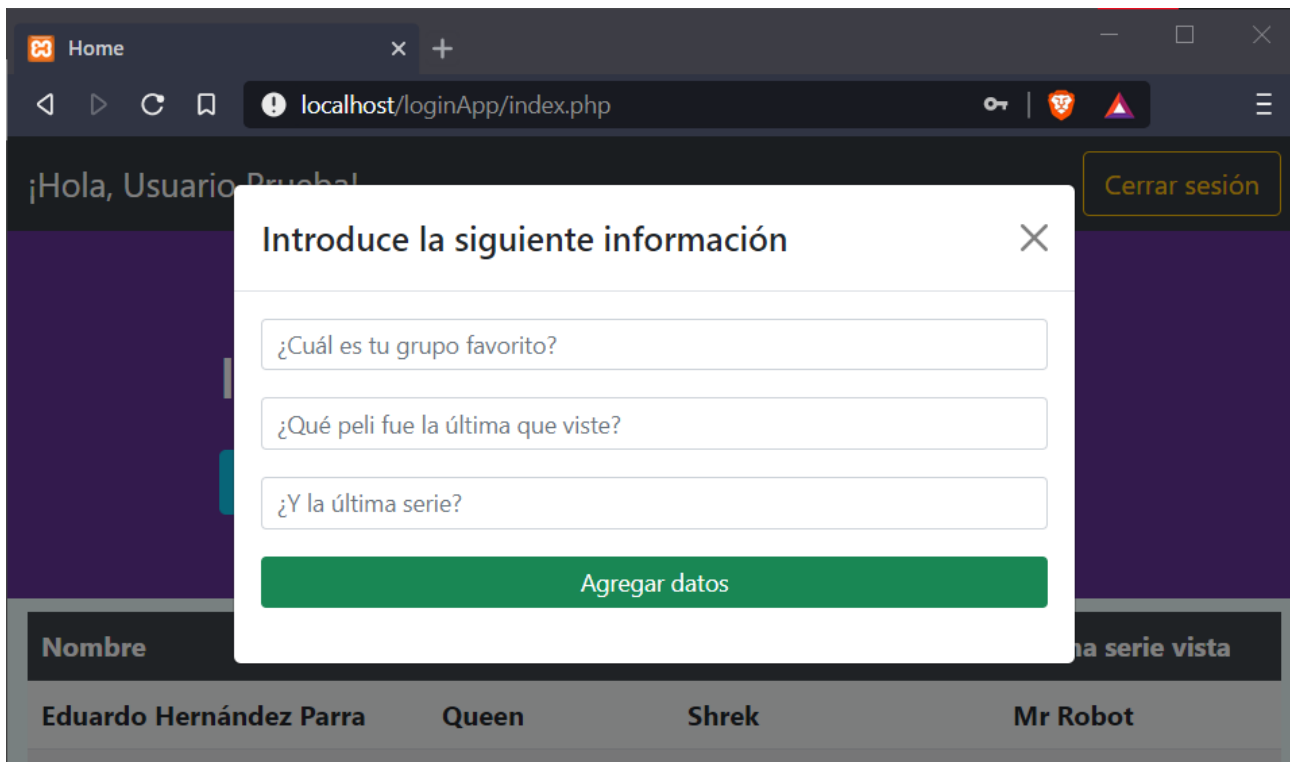 Home
localhost/loginApp/index.php
¡Hola, Usuario Prueba!
Cerrar sesión
Introduce la siguiente información
¿Cuál es tu grupo favorito?
¿Qué peli fue la última que viste?
¿Y la última serie?
Agregar datos
Nombre serie vista
Eduardo Hernández Parra Queen Shrek Mr Robot